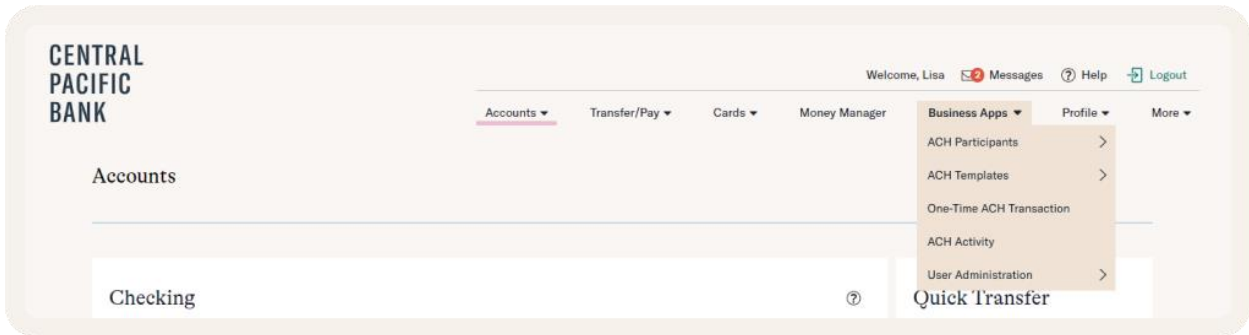 CENTRAL
PACIFIC
BANK
Welcome, Lisa 2 Messages ? Help Logout
Accounts Transfer/Pay Cards Money Manager Business Apps Profile More
ACH Participants
Accounts
ACH Templates
One-Time ACH Transaction
ACH Activity
User Administration
Checking ? Quick Transfer